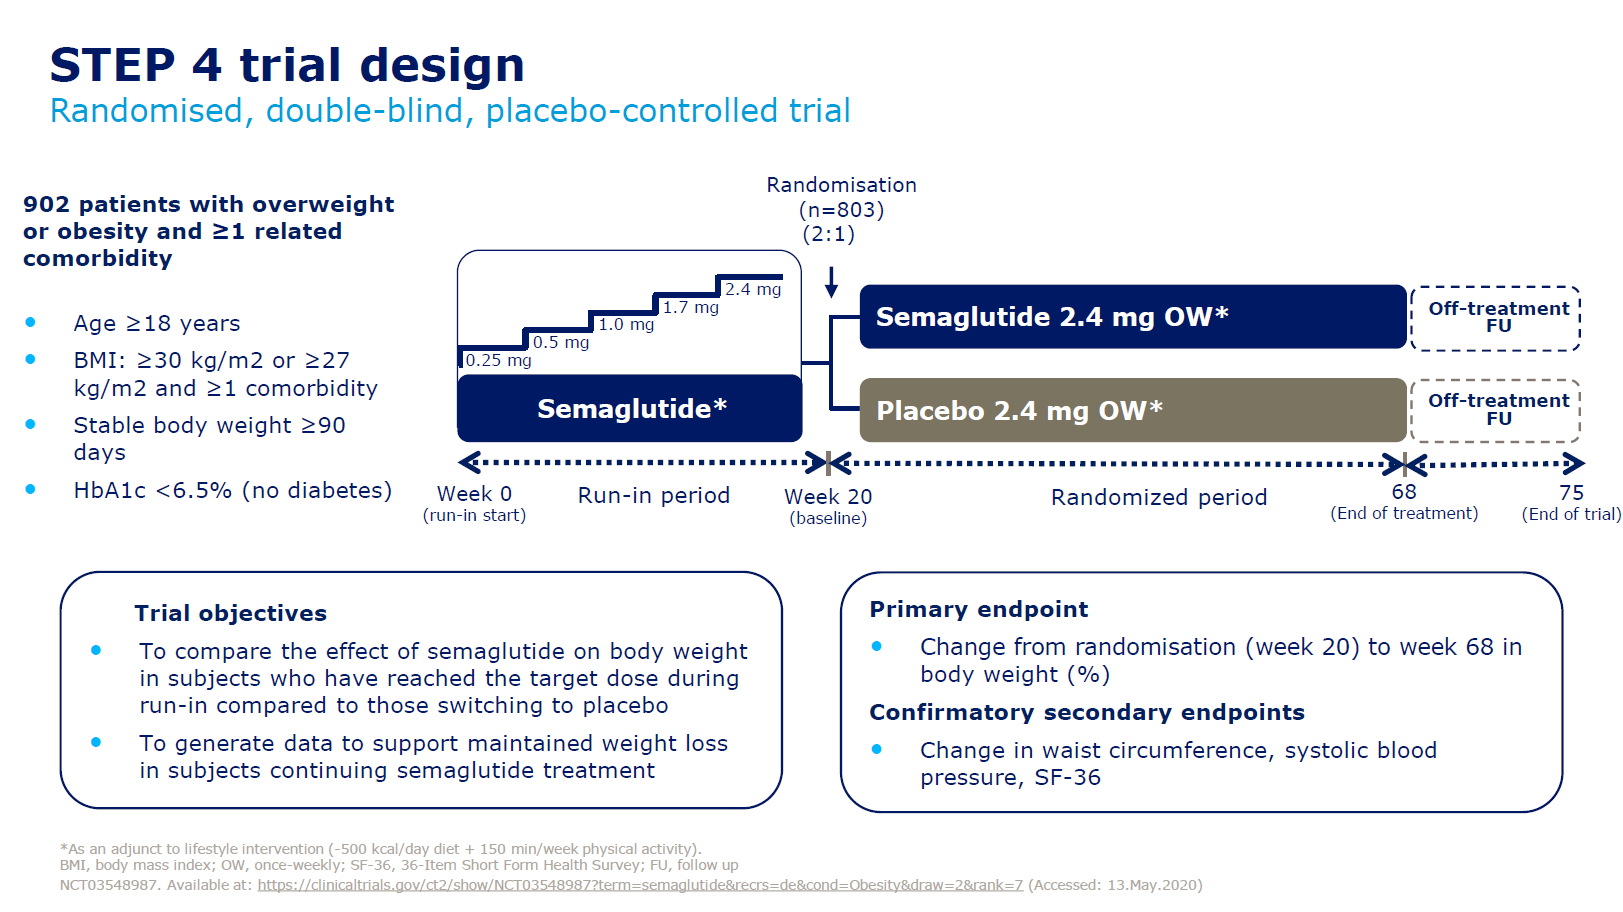 STEP 4 trial design
Randomised, double-blind, placebo-controlled trial
902 patients with overweight
or obesity and ≥1 related
comorbidity
• Age ≥18 years
• BMI: ≥30 kg/m2 or ≥27
kg/m2 and ≥1 comorbidity
• Stable body weight ≥90
days
• HbA1c <6.5% (no diabetes)
Randomisation
(n=803)
(2:1)
2.4 mg
1.7 mg
1.0 mg
0.5 mg
0.25 mg
Semaglutide*
Semaglutide 2.4 mg OW*
Off-treatment
FU
Placebo 2.4 mg OW*
Off-treatment
FU
Week 0
(run-in start)
Run-in period
Week 20
(baseline)
Randomized period
68
(End of treatment)
75
(End of trial)
Trial objectives
• To compare the effect of semaglutide on body weight
in subjects who have reached the target dose during
run-in compared to those switching to placebo
• To generate data to support maintained weight loss
in subjects continuing semaglutide treatment
Primary endpoint
• Change from randomisation (week 20) to week 68 in
body weight (%)
Confirmatory secondary endpoints
• Change in waist circumference, systolic blood
pressure, SF-36
*As an adjunct to lifestyle intervention (-500 kcal/day diet + 150 min/week physical activity).
BMI, body mass index; OW, once-weekly; SF-36, 36-Item Short Form Health Survey; FU, follow up
NCT03548987. Available at: https://clinicaltrials.gov/ct2/show/NCT03548987?term=semaglutide&recrs=de&cond=Obesity&draw=2&rank=7 (Accessed: 13.May.2020)